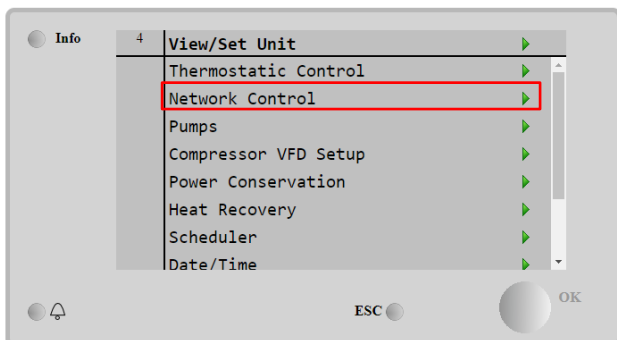 Info
4 View/Set Unit
Thermostatic Control
Network Control
Pumps
Compressor VFD Setup
Power Conservation
Heat Recovery
Scheduler
Date/Time
ESC
OK